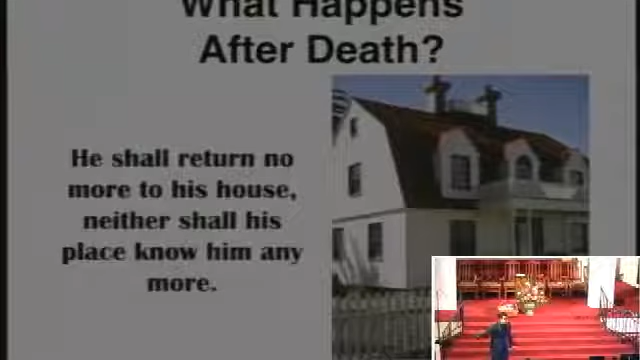 What Happens
After Death?
He shall return no
more to his house,
neither shall his
place know him any
more.